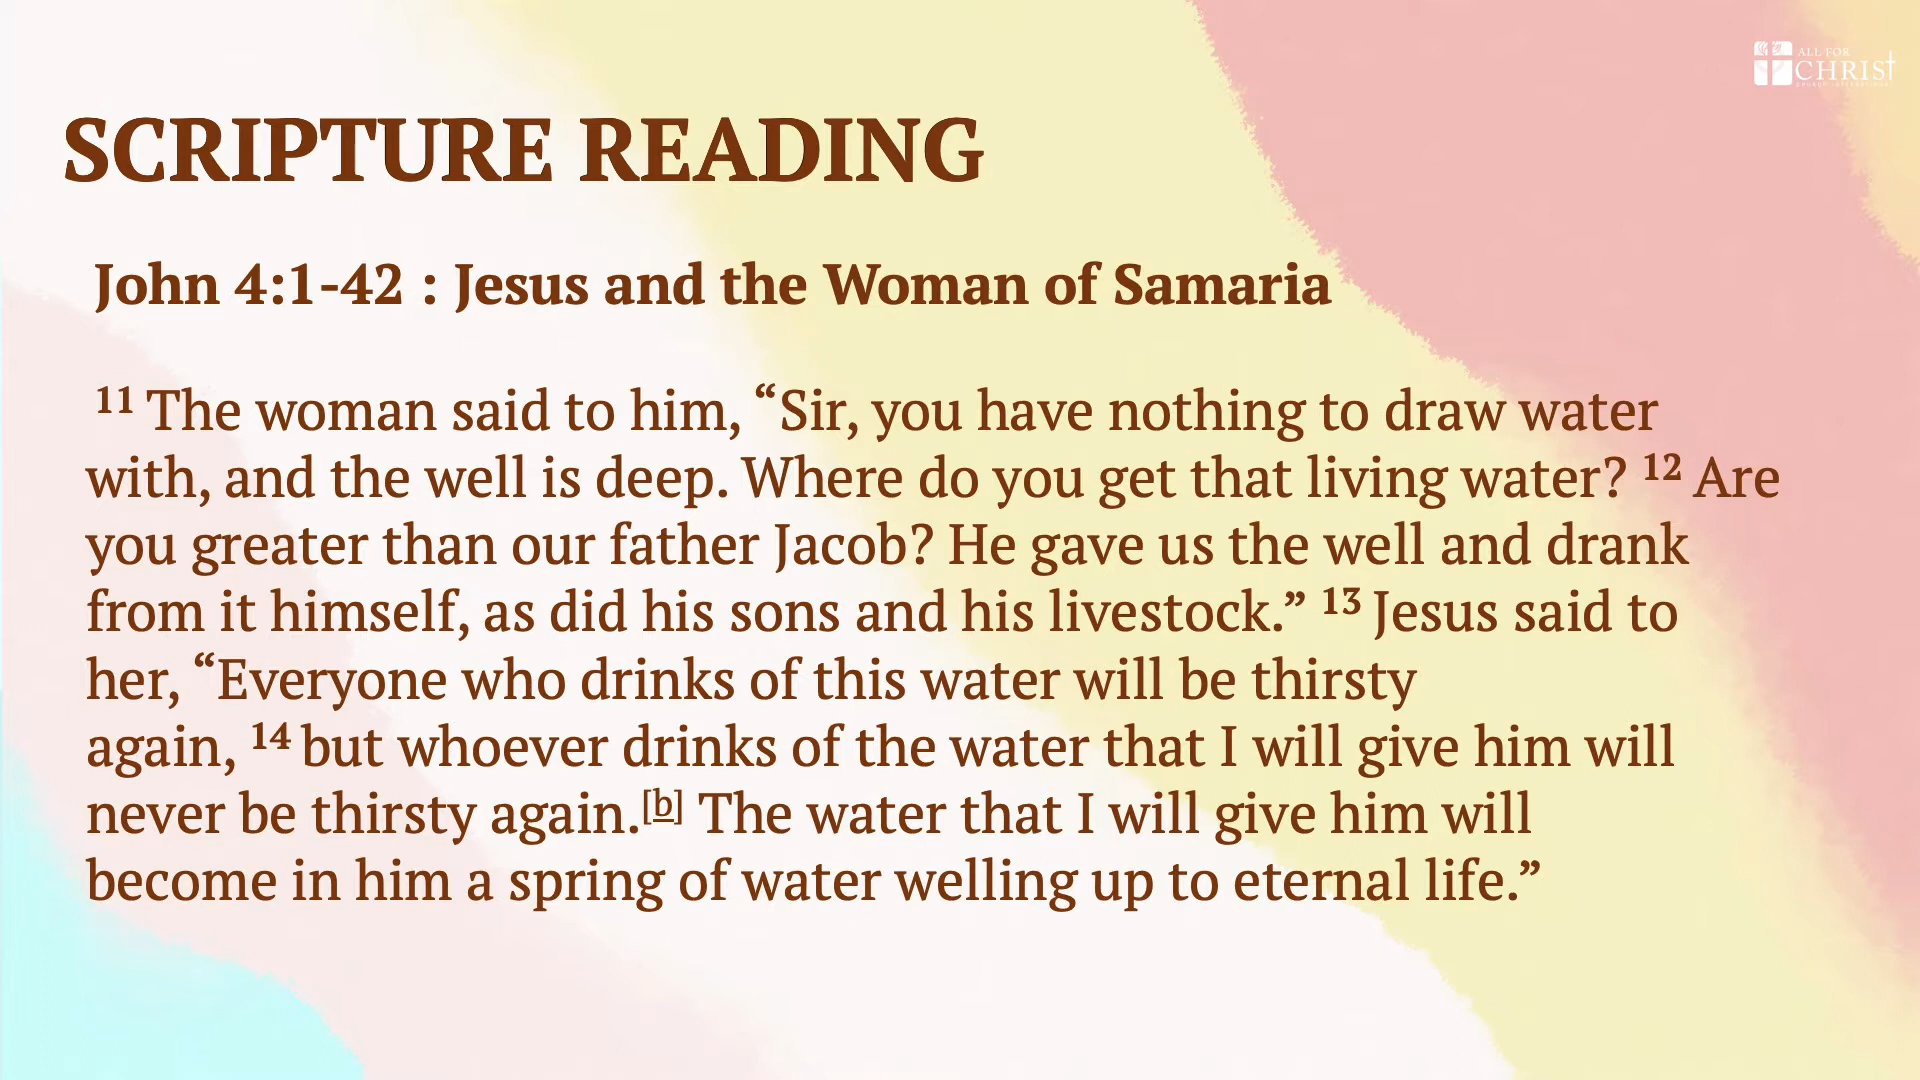 ALL FOR
CHRIST
SCRIPTURE READING
John 4:1-42 : Jesus and the Woman of Samaria
¹¹ The woman said to him, “Sir, you have nothing to draw water
with, and the well is deep. Where do you get that living water? ¹² Are
you greater than our father Jacob? He gave us the well and drank
from it himself, as did his sons and his livestock.” ¹³ Jesus said to
her, “Everyone who drinks of this water will be thirsty
again, ¹⁴ but whoever drinks of the water that I will give him will
never be thirsty again.[b] The water that I will give him will
become in him a spring of water welling up to eternal life.”